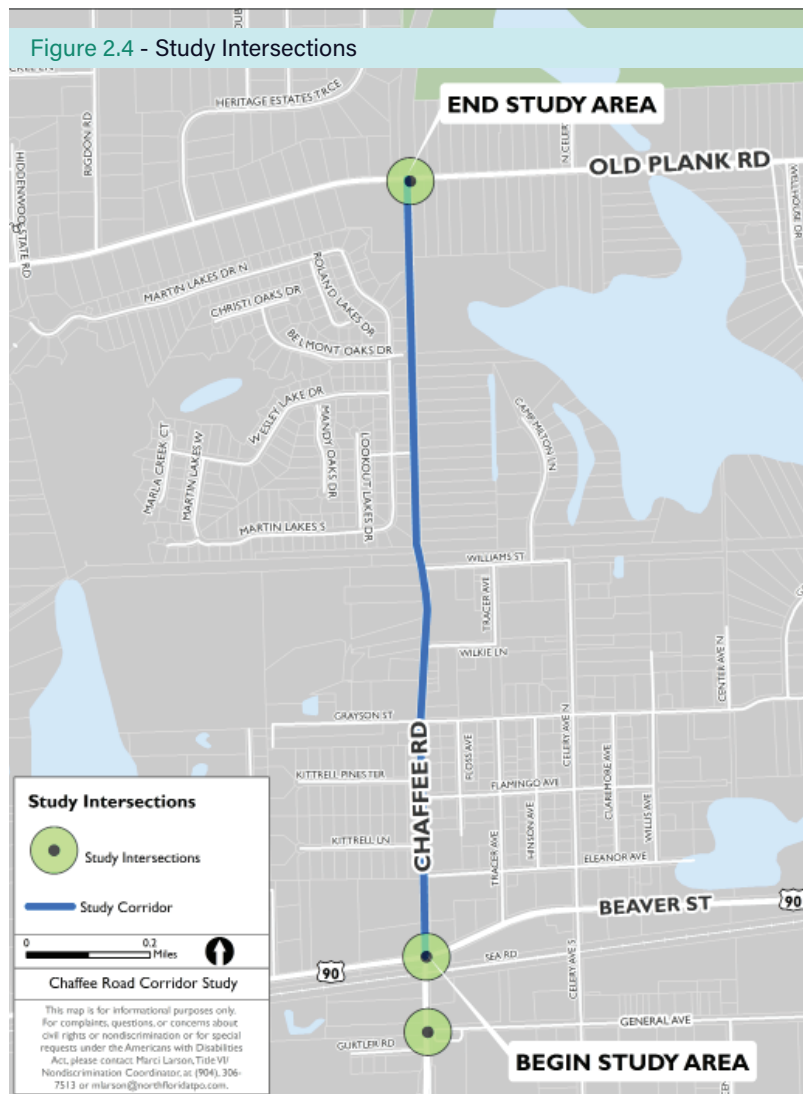 Figure 2.4 - Study Intersections
HERITAGE ESTATES TRCE
RIGDON RD
HIDDENWOOD STATE RD
END STUDY AREA
N CELER
OLD PLANK RD
WELLHOUSE DR
MARTIN LAKES DR N
ROLAND LAKES DR
CHRISTI OAKS DR
BELMONT OAKS DR
WESLEY LAKE DR
MANDY OAKS DR
LOOKOUT LAKES DR
MARLA CREEK CT
MARTIN LAKES W
MARTIN LAKES S
CAMP MILTON LN
WILLIAMS ST
TRACER AVE
WILKIE LN
CENTER AVE N
GRAYSON ST
CELERY AVE N
CHAFFEE RD
FLOSS AVE
KITTRELL PINES TER
FLAMINGO AVE
CLAREMORE AVE
WILLIS AVE
HINSON AVE
TRACER AVE
KITTRELL LN
ELEANOR AVE
BEAVER ST
90
90
SEA RD
CELERY AVE S
GENERAL AVE
GURTLER RD
BEGIN STUDY AREA
Study Intersections
Study Intersections
Study Corridor
0 0.2
Miles
Chaffee Road Corridor Study
This map is for informational purposes only.
For complaints, questions, or concerns about
civil rights or nondiscrimination or for special
requests under the Americans with Disabilities
Act, please contact Marci Larson, Title VI/
Nondiscrimination Coordinator, at (904), 306-
7513 or mlarson@northfloridatpo.com.